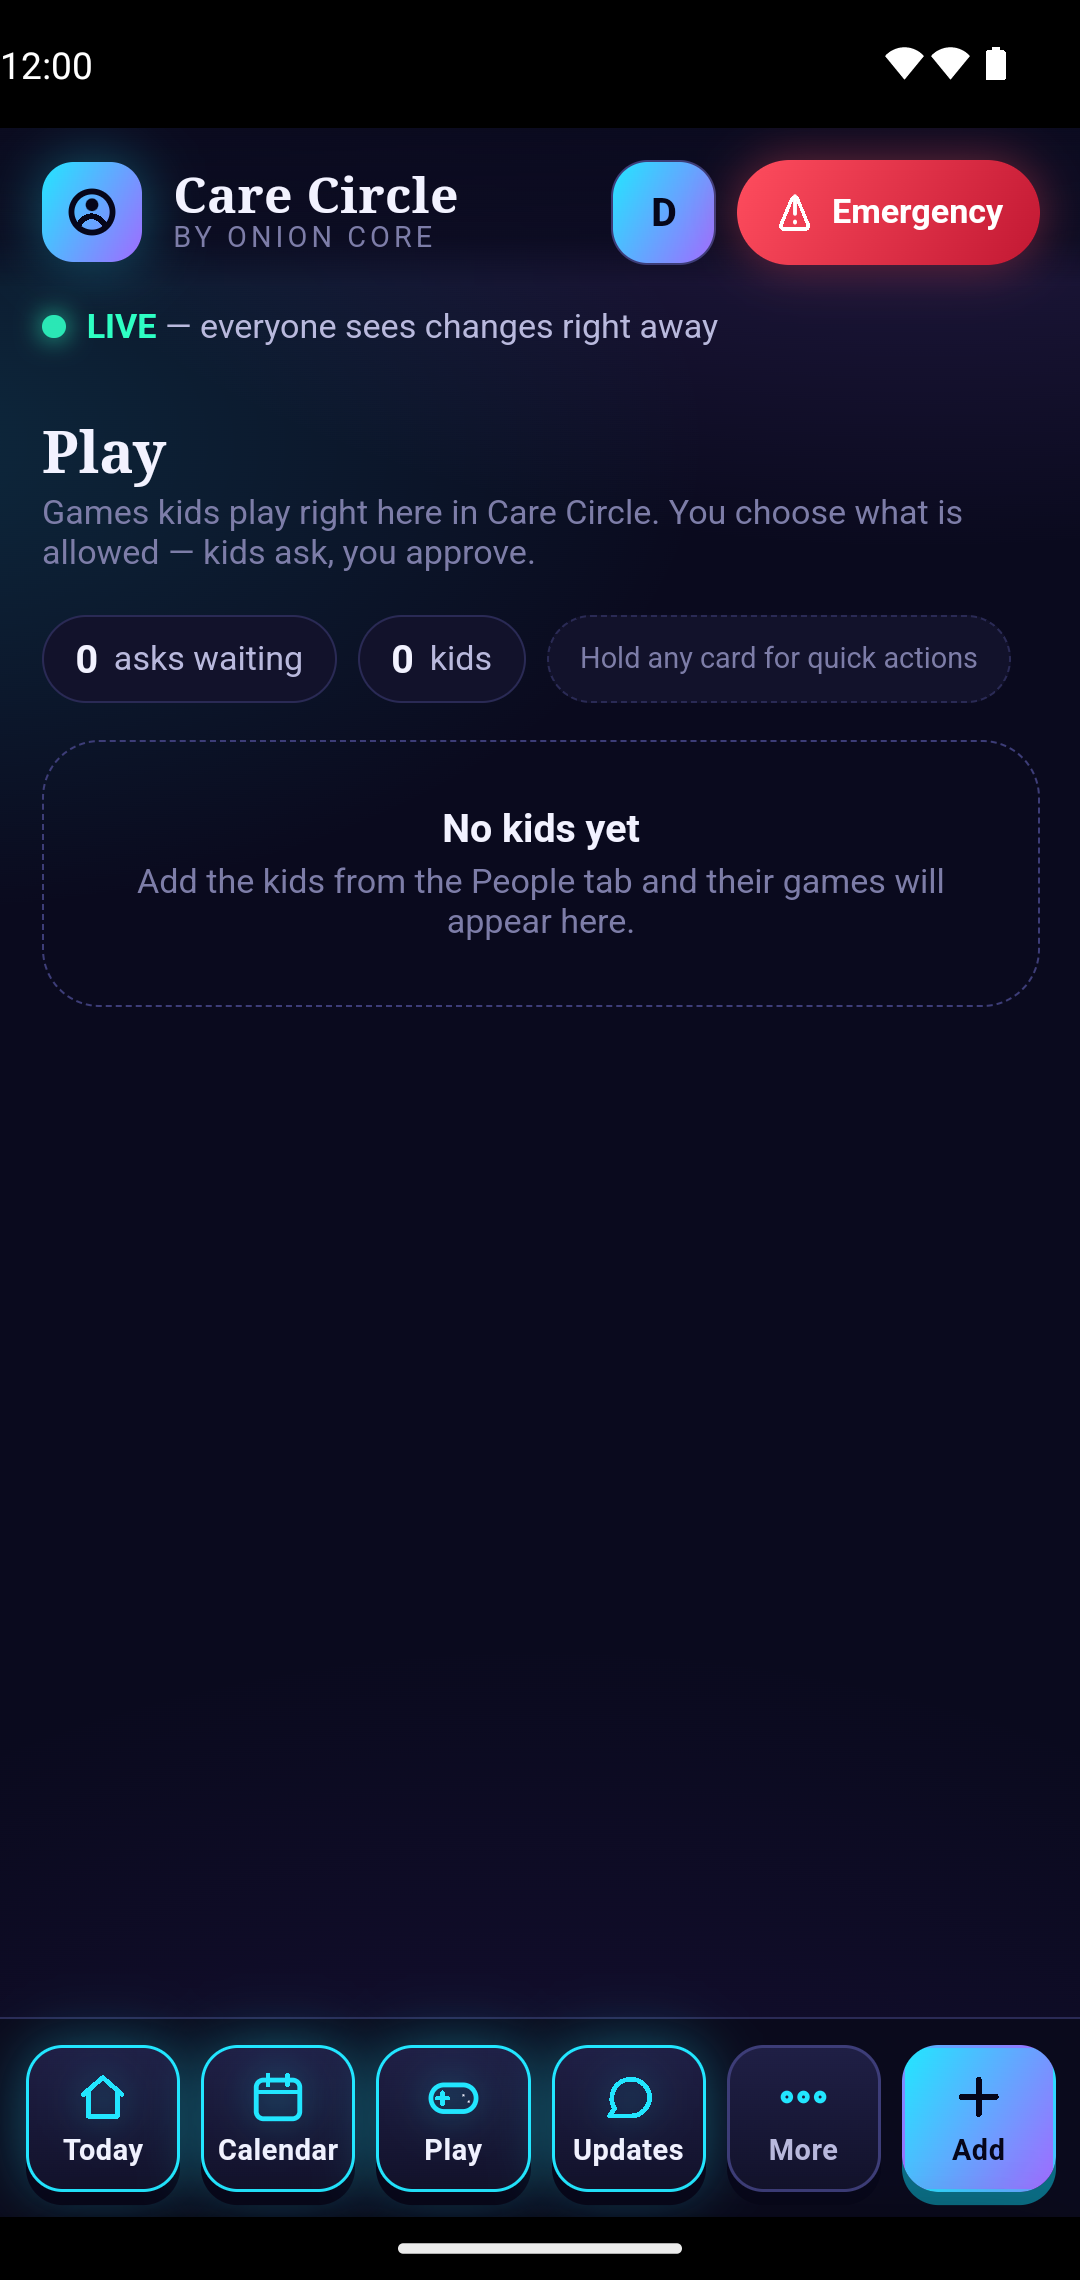 12:00
Care Circle
BY ONION CORE
D
Emergency
LIVE — everyone sees changes right away
Play
Games kids play right here in Care Circle. You choose what is
allowed — kids ask, you approve.
0 asks waiting
0 kids
Hold any card for quick actions
No kids yet
Add the kids from the People tab and their games will
appear here.
Today
Calendar
Play
Updates
More
Add